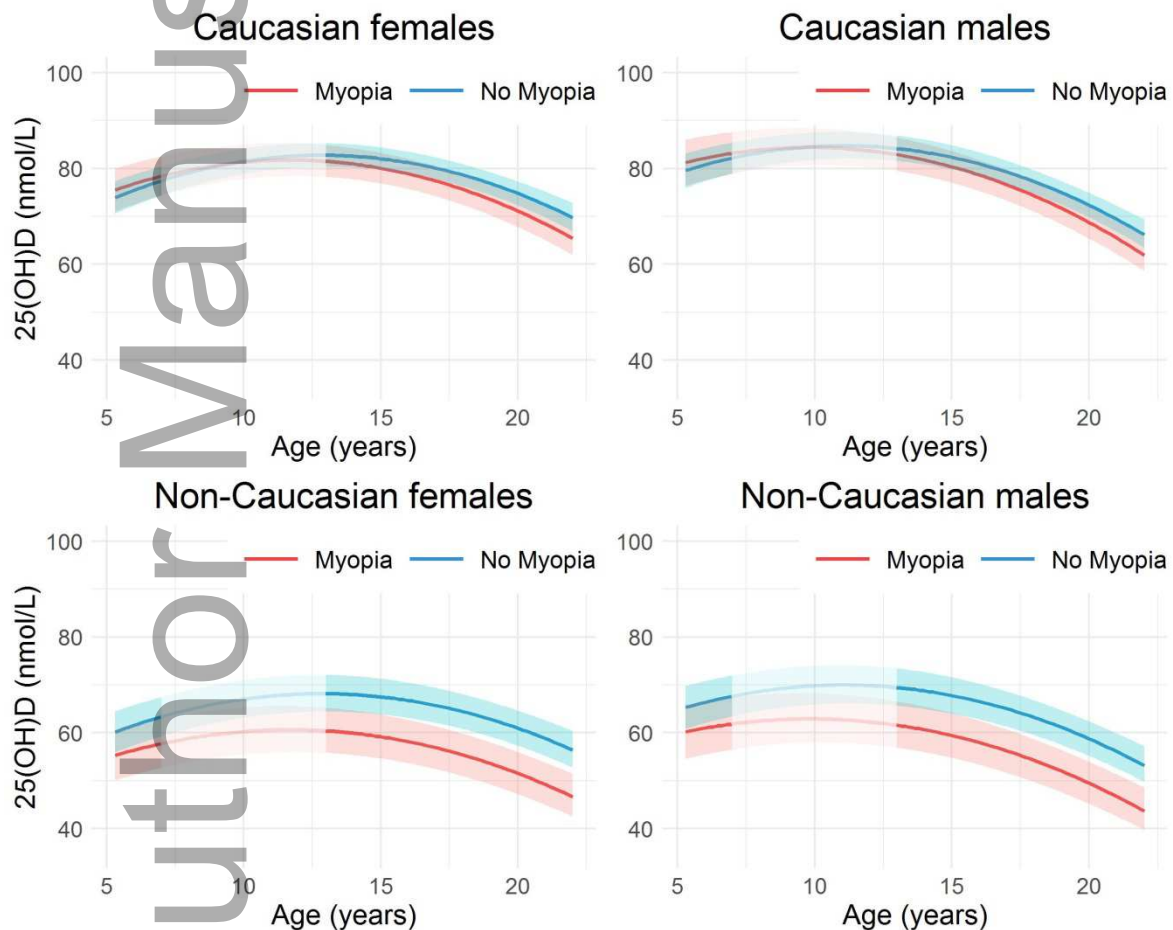 Caucasian females
Caucasian males
100
Myopia
No Myopia
100
Myopia
No Myopia
80
80
60
60
40
40
25(OH)D (nmol/L)
5
10
15
20
5
10
15
20
Age (years)
Age (years)
Non-Caucasian females
Non-Caucasian males
100
Myopia
No Myopia
100
Myopia
No Myopia
80
80
60
60
40
40
25(OH)D (nmol/L)
5
10
15
20
5
10
15
20
Age (years)
Age (years)
uthor Manus